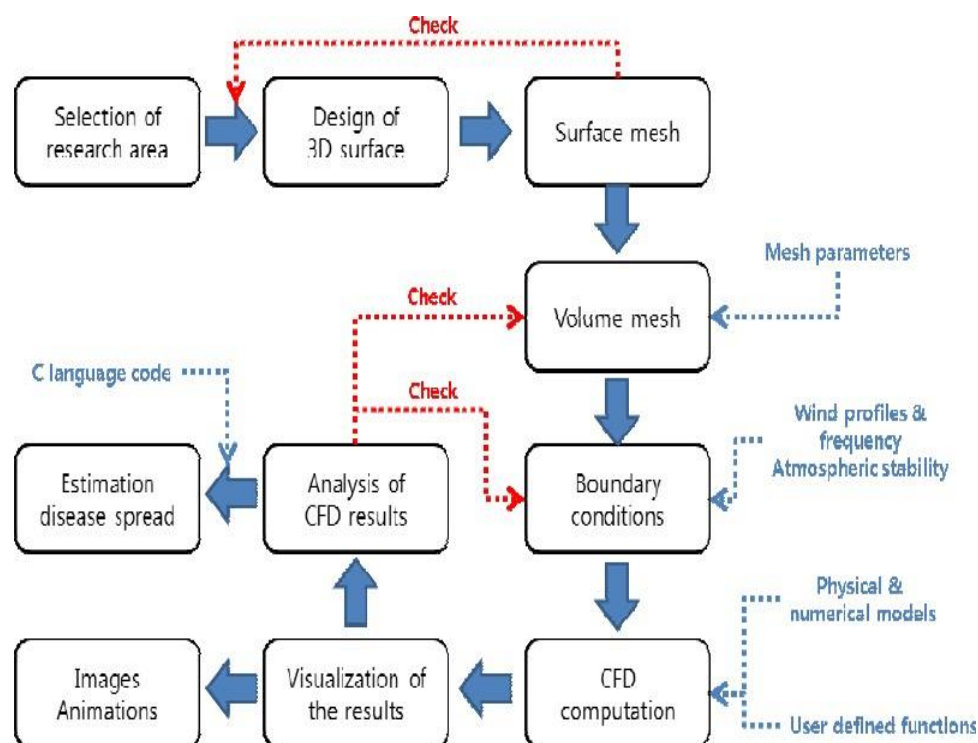 Check
Selection of
research area
Design of
3D surface
Surface mesh
Mesh parameters
Check
Volume mesh
C language code
Check
Wind profiles &
frequency
Atmospheric stability
Estimation
disease spread
Analysis of
CFD results
Boundary
conditions
Physical &
numerical models
Images
Animations
Visualization of
the results
CFD
computation
User defined functions